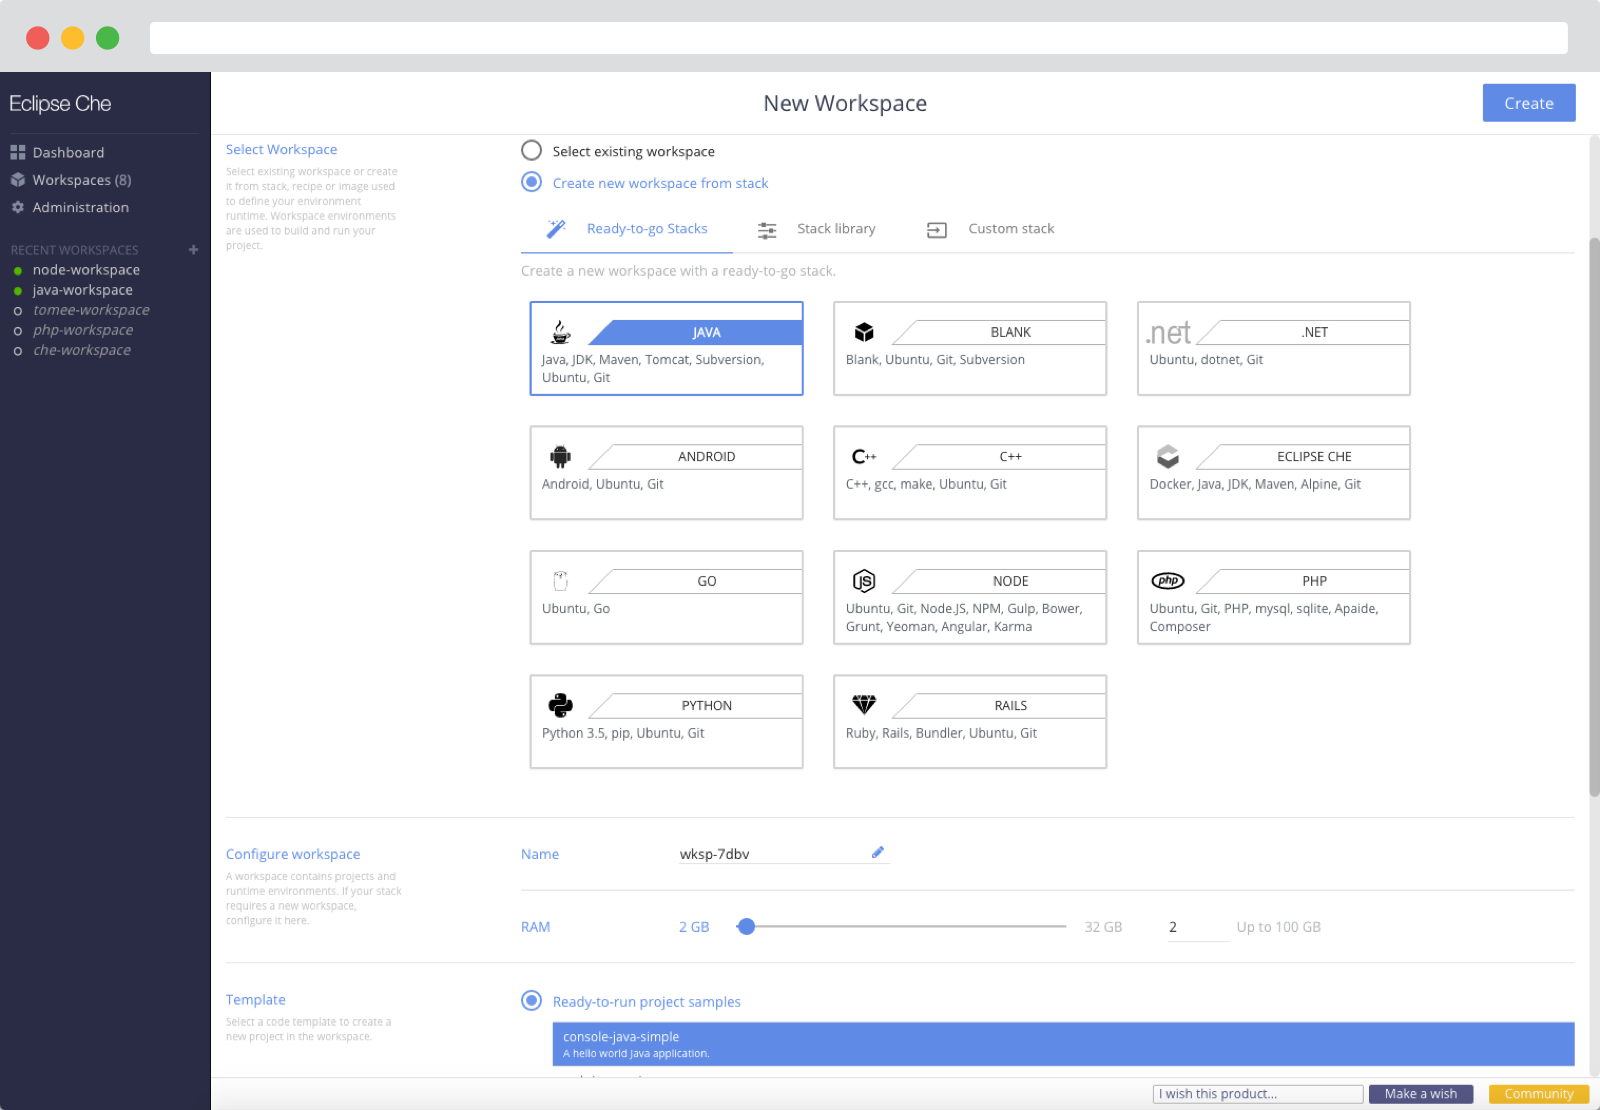 Eclipse Che
Dashboard
Workspaces (8)
Administration
RECENT WORKSPACES +
node-workspace
java-workspace
tomee-workspace
php-workspace
che-workspace
New Workspace
Create
Select Workspace
Select existing workspace or create
it from stack, recipe or image used
to define your environment
runtime. Workspace environments
are used to build and run your
project.
Select existing workspace
Create new workspace from stack
Ready-to-go Stacks
Stack library
Custom stack
Create a new workspace with a ready-to-go stack.
JAVA
Java, JDK, Maven, Tomcat, Subversion,
Ubuntu, Git
BLANK
Blank, Ubuntu, Git, Subversion
.net
.NET
Ubuntu, dotnet, Git
ANDROID
Android, Ubuntu, Git
C++
C++
C++, gcc, make, Ubuntu, Git
ECLIPSE CHE
Docker, Java, JDK, Maven, Alpine, Git
GO
Ubuntu, Go
JS
NODE
Ubuntu, Git, Node.JS, NPM, Gulp, Bower,
Grunt, Yeoman, Angular, Karma
php
PHP
Ubuntu, Git, PHP, mysql, sqlite, Apaide,
Composer
PYTHON
Python 3.5, pip, Ubuntu, Git
RAILS
Ruby, Rails, Bundler, Ubuntu, Git
Configure workspace
A workspace contains projects and
runtime environments. If your stack
requires a new workspace,
configure it here.
Name
wksp-7dbv
RAM
2 GB
32 GB
2
Up to 100 GB
Template
Select a code template to create a
new project in the workspace.
Ready-to-run project samples
console-java-simple
A hello world Java application.
I wish this product...
Make a wish
Community